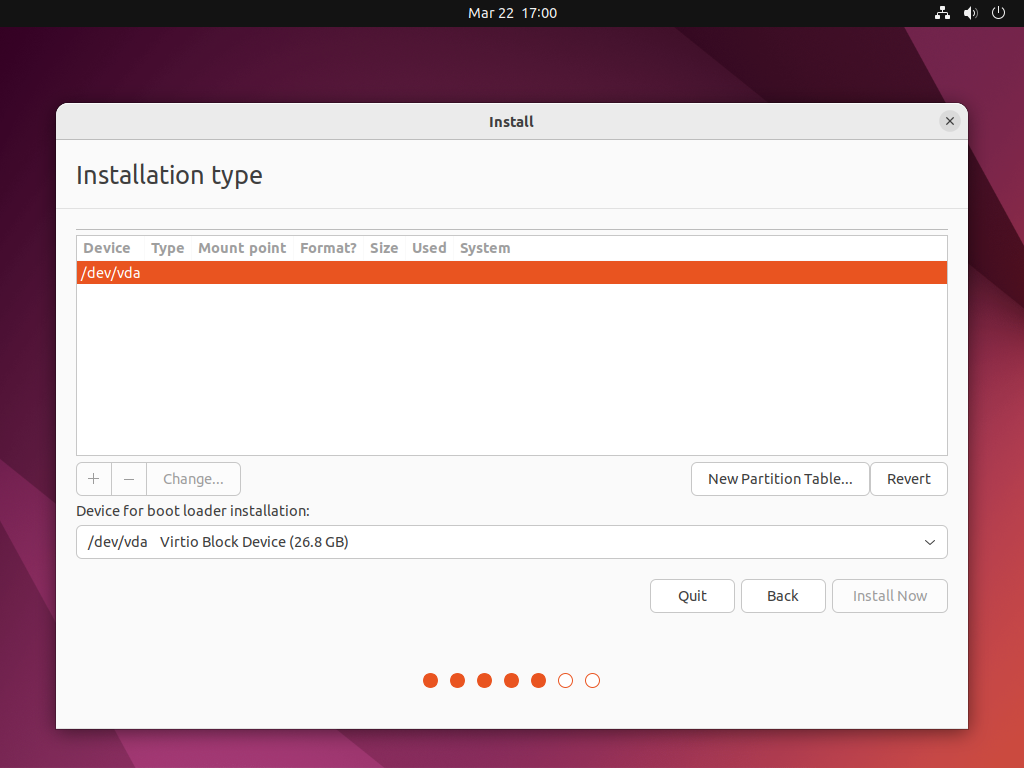 Mar 22 17:00
Install
Installation type
Device Type Mount point Format? Size Used System
/dev/vda
+ − Change... New Partition Table... Revert
Device for boot loader installation:
/dev/vda Virtio Block Device (26.8 GB)
Quit Back Install Now